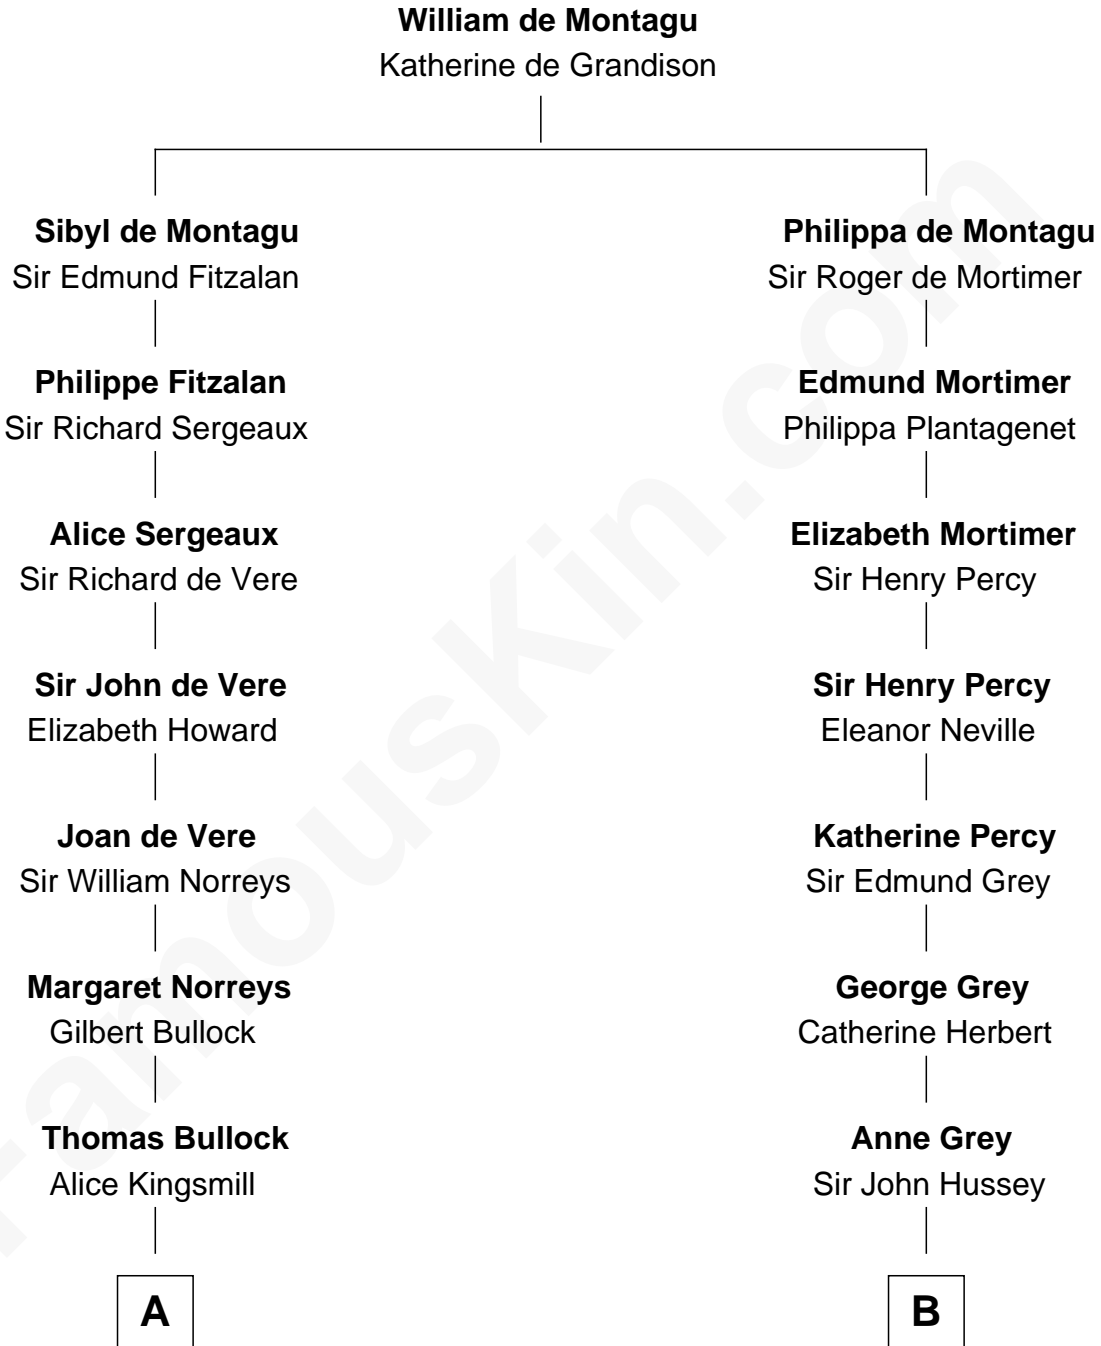 William de Montagu
Katherine de Grandison
Sibyl de Montagu
Sir Edmund Fitzalan
Philippe Fitzalan
Sir Richard Sergeaux
Alice Sergeaux
Sir Richard de Vere
Sir John de Vere
Elizabeth Howard
Joan de Vere
Sir William Norreys
Margaret Norreys
Gilbert Bullock
Thomas Bullock
Alice Kingsmill
A
Philippa de Montagu
Sir Roger de Mortimer
Edmund Mortimer
Philippa Plantagenet
Elizabeth Mortimer
Sir Henry Percy
Sir Henry Percy
Eleanor Neville
Katherine Percy
Sir Edmund Grey
George Grey
Catherine Herbert
Anne Grey
Sir John Hussey
B
FamousKin.com